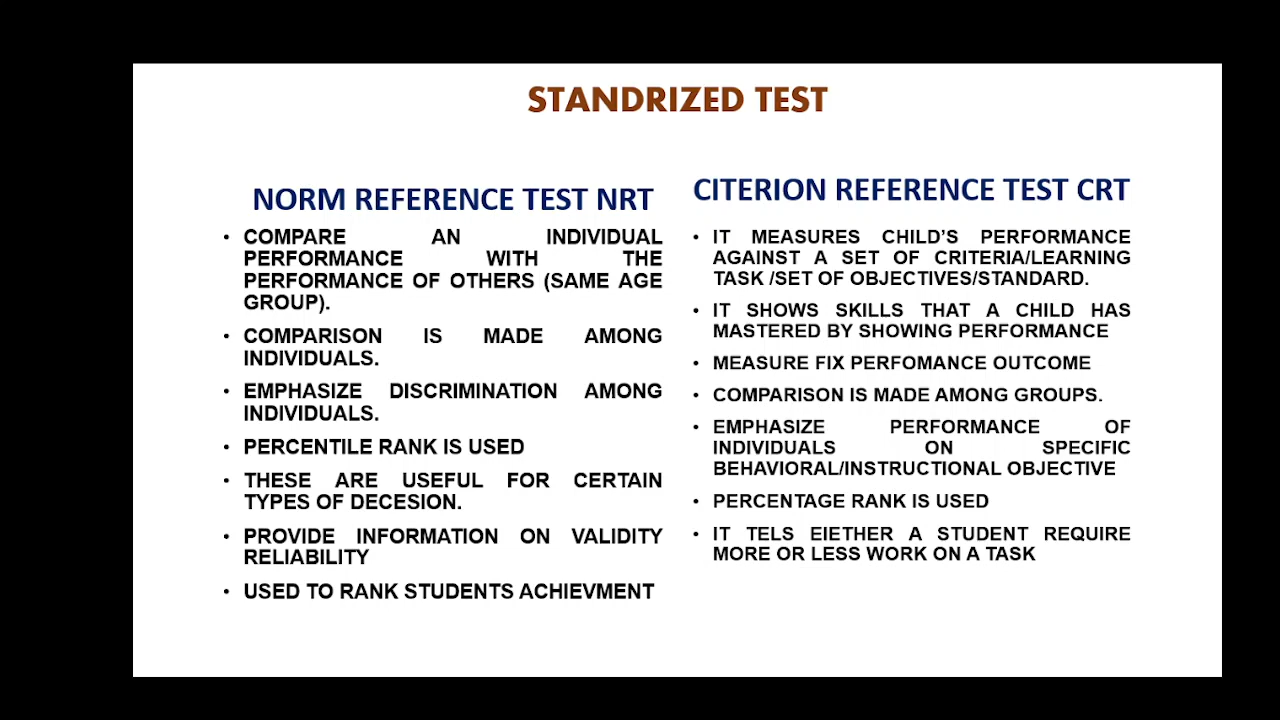 STANDRIZED TEST
NORM REFERENCE TEST NRT
• COMPARE AN INDIVIDUAL
PERFORMANCE WITH THE
PERFORMANCE OF OTHERS (SAME AGE
GROUP).
• COMPARISON IS MADE AMONG
INDIVIDUALS.
• EMPHASIZE DISCRIMINATION AMONG
INDIVIDUALS.
• PERCENTILE RANK IS USED
• THESE ARE USEFUL FOR CERTAIN
TYPES OF DECESION.
• PROVIDE INFORMATION ON VALIDITY
RELIABILITY
• USED TO RANK STUDENTS ACHIEVMENT
CITERION REFERENCE TEST CRT
• IT MEASURES CHILD’S PERFORMANCE
AGAINST A SET OF CRITERIA/LEARNING
TASK /SET OF OBJECTIVES/STANDARD.
• IT SHOWS SKILLS THAT A CHILD HAS
MASTERED BY SHOWING PERFORMANCE
• MEASURE FIX PERFOMANCE OUTCOME
• COMPARISON IS MADE AMONG GROUPS.
• EMPHASIZE PERFORMANCE OF
INDIVIDUALS ON SPECIFIC
BEHAVIORAL/INSTRUCTIONAL OBJECTIVE
• PERCENTAGE RANK IS USED
• IT TELS EIETHER A STUDENT REQUIRE
MORE OR LESS WORK ON A TASK